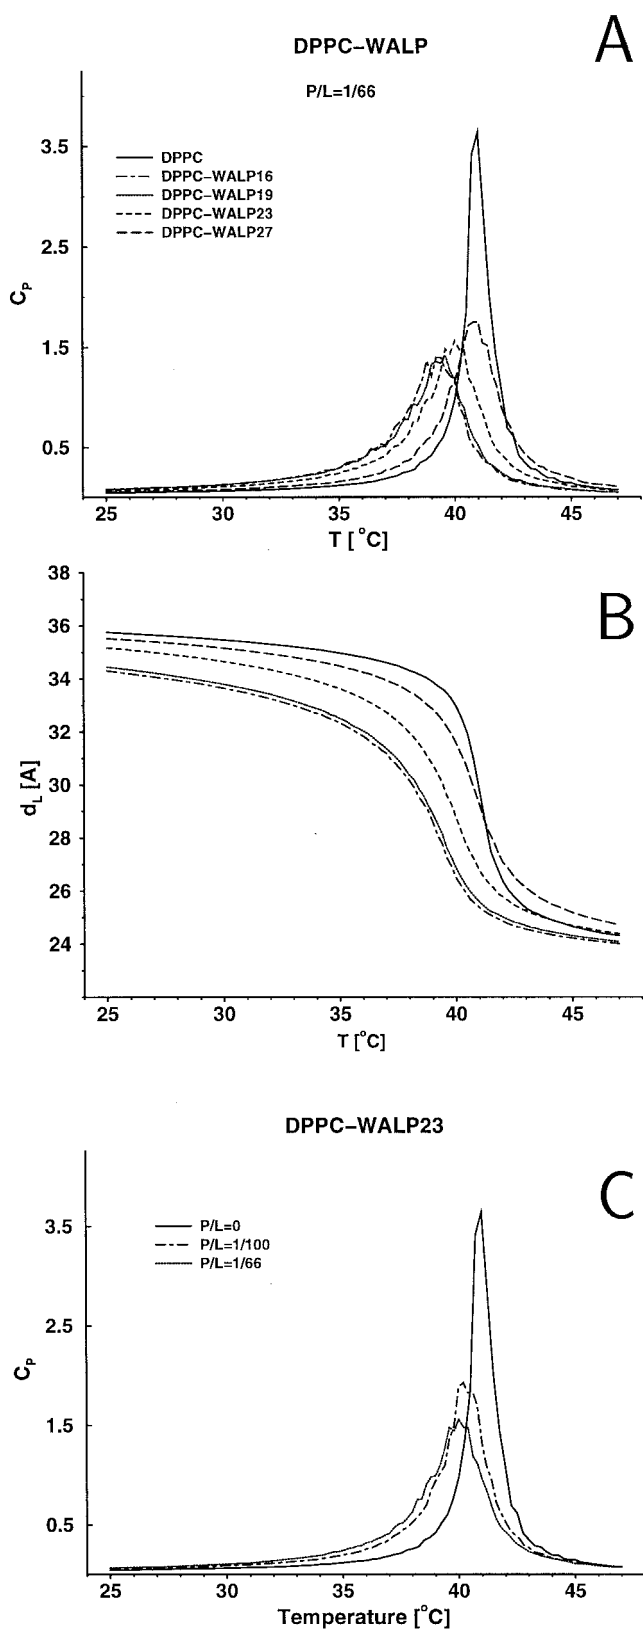 A
DPPC–WALP
P/L=1/66
3.5
2.5
1.5
0.5
C_P
DPPC
DPPC–WALP16
DPPC–WALP19
DPPC–WALP23
DPPC–WALP27
25 30 35 40 45
T [ °C]
B
38
36
34
32
30
28
26
24
d_L [A]
25 30 35 40 45
T [°C]
DPPC–WALP23
C
3.5
2.5
1.5
0.5
C_P
P/L=0
P/L=1/100
P/L=1/66
25 30 35 40 45
Temperature [°C]